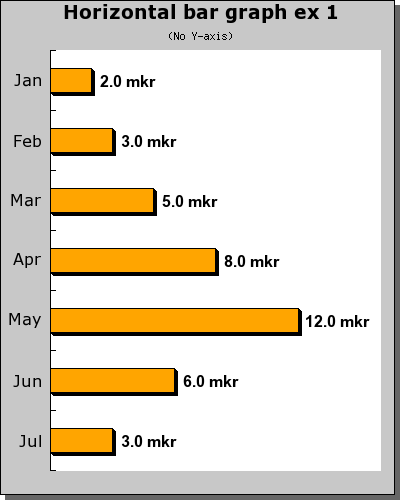 Horizontal bar graph ex 1
(No Y-axis)
Jan 2.0 mkr
Feb 3.0 mkr
Mar 5.0 mkr
Apr 8.0 mkr
May 12.0 mkr
Jun 6.0 mkr
Jul 3.0 mkr